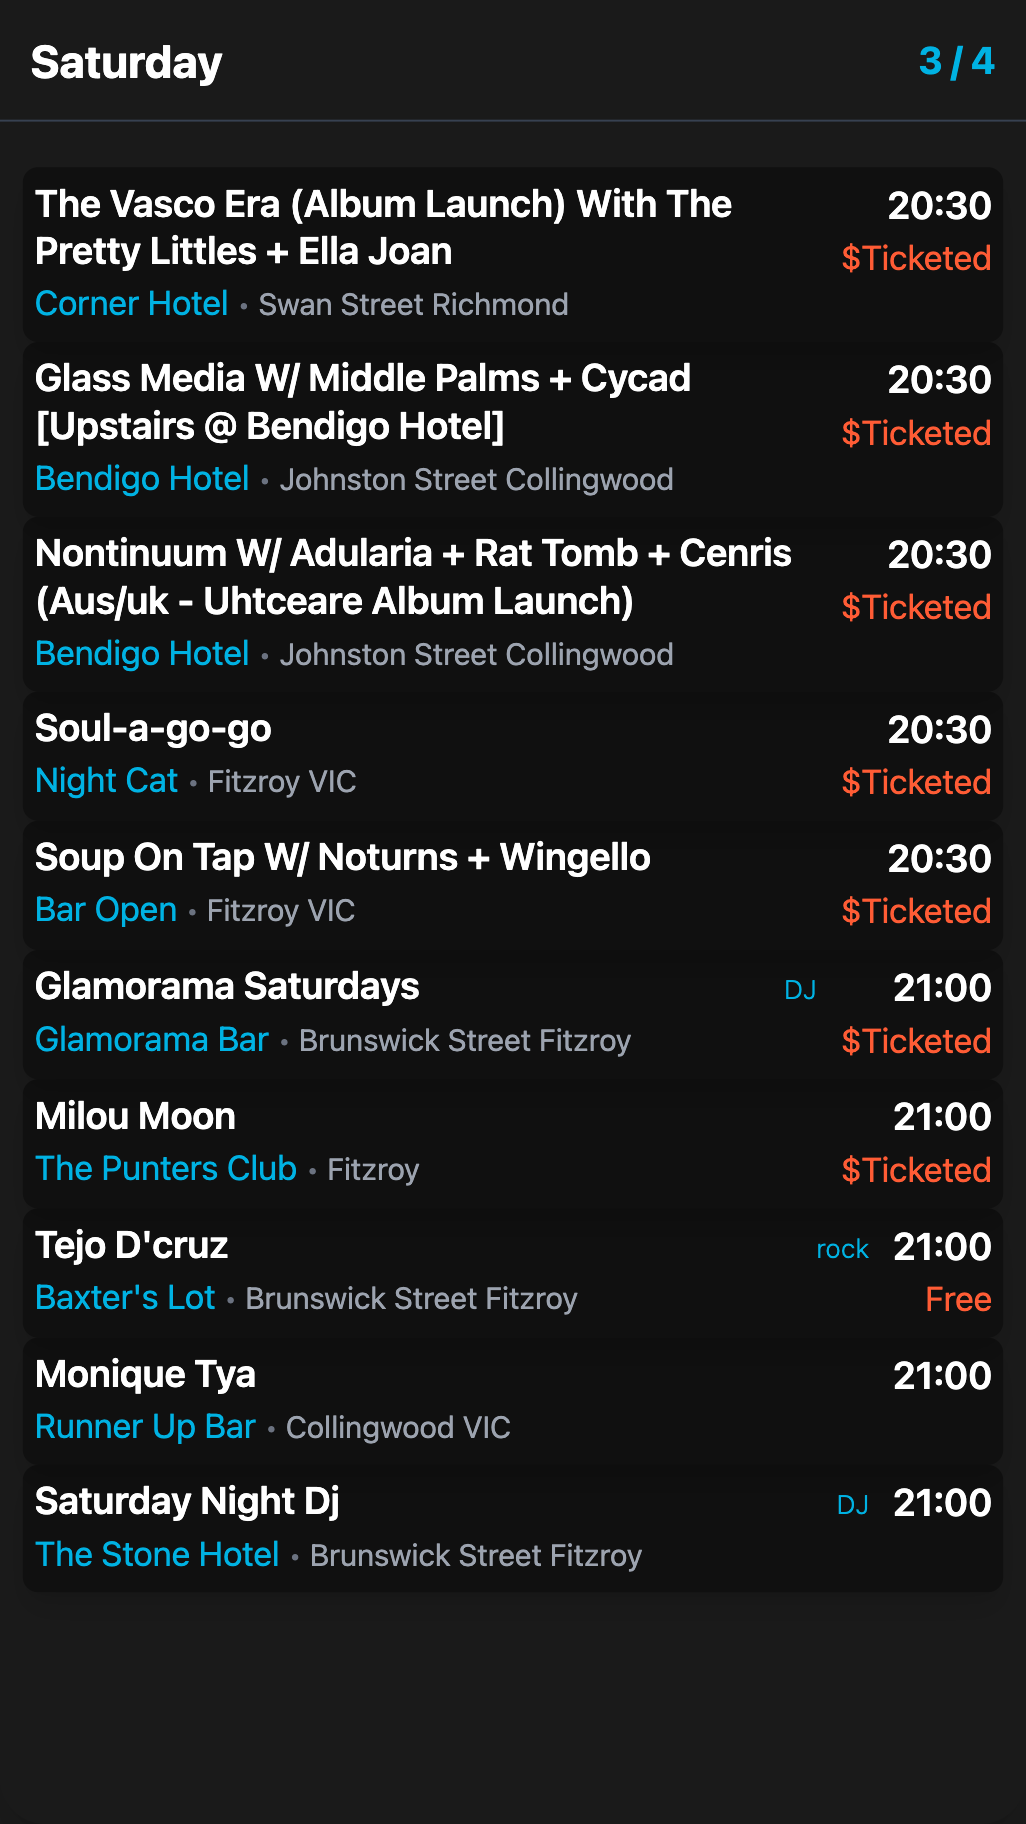 Saturday 3 / 4
The Vasco Era (Album Launch) With The 20:30
Pretty Littles + Ella Joan $Ticketed
Corner Hotel • Swan Street Richmond
Glass Media W/ Middle Palms + Cycad 20:30
[Upstairs @ Bendigo Hotel] $Ticketed
Bendigo Hotel • Johnston Street Collingwood
Nontinuum W/ Adularia + Rat Tomb + Cenris 20:30
(Aus/uk - Uhtceare Album Launch) $Ticketed
Bendigo Hotel • Johnston Street Collingwood
Soul-a-go-go 20:30
Night Cat • Fitzroy VIC $Ticketed
Soup On Tap W/ Noturns + Wingello 20:30
Bar Open • Fitzroy VIC $Ticketed
Glamorama Saturdays DJ 21:00
Glamorama Bar • Brunswick Street Fitzroy $Ticketed
Milou Moon 21:00
The Punters Club • Fitzroy $Ticketed
Tejo D'cruz rock 21:00
Baxter's Lot • Brunswick Street Fitzroy Free
Monique Tya 21:00
Runner Up Bar • Collingwood VIC
Saturday Night Dj DJ 21:00
The Stone Hotel • Brunswick Street Fitzroy